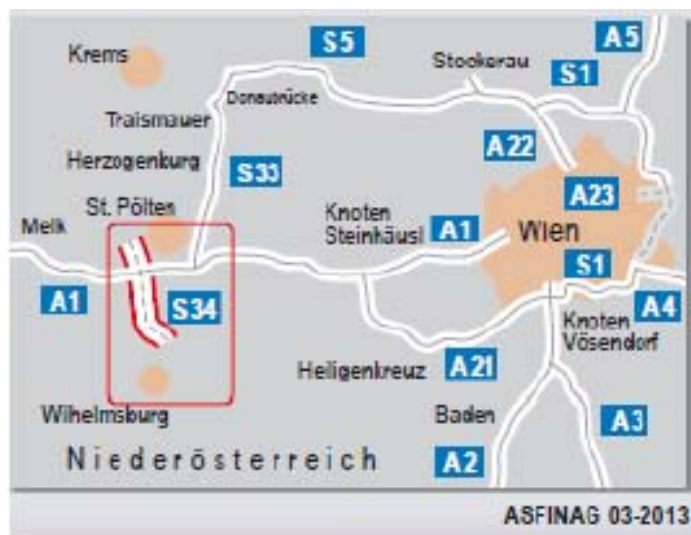 S5
A5
Krems
Stockerau
S1
Donaubrücke
Traismauer
A22
Herzogenburg
S33
A23
St. Pölten
Knoten
Steinhäusl
A1
Wien
Melk
S1
A1
S34
A4
Knoten
Vösendorf
Heiligenkreuz
A21
Wilhelmsburg
Baden
A3
Niederösterreich
A2
ASFINAG 03-2013